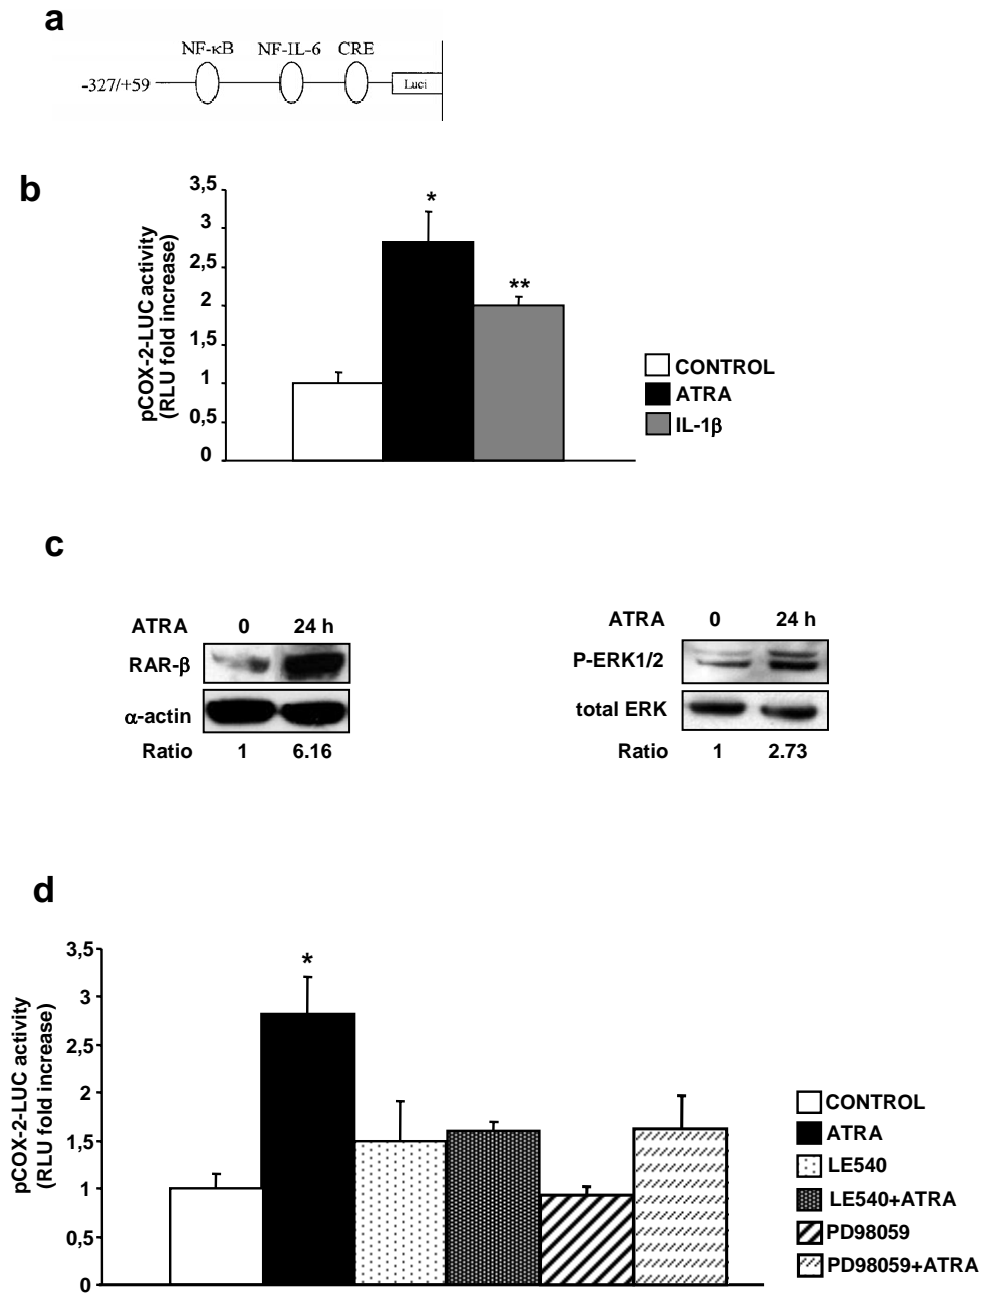 a
NF-κB NF-IL-6 CRE
-327/+59 Luci
b
pCOX-2-LUC activity
(RLU fold increase)
3,5
3
2,5
2
1,5
1
0,5
0
*
**
CONTROL
ATRA
IL-1β
c
ATRA 0 24 h
RAR-β
α-actin
Ratio 1 6.16
ATRA 0 24 h
P-ERK1/2
total ERK
Ratio 1 2.73
d
pCOX-2-LUC activity
(RLU fold increase)
3,5
3
2,5
2
1,5
1
0,5
0
*
CONTROL
ATRA
LE540
LE540+ATRA
PD98059
PD98059+ATRA